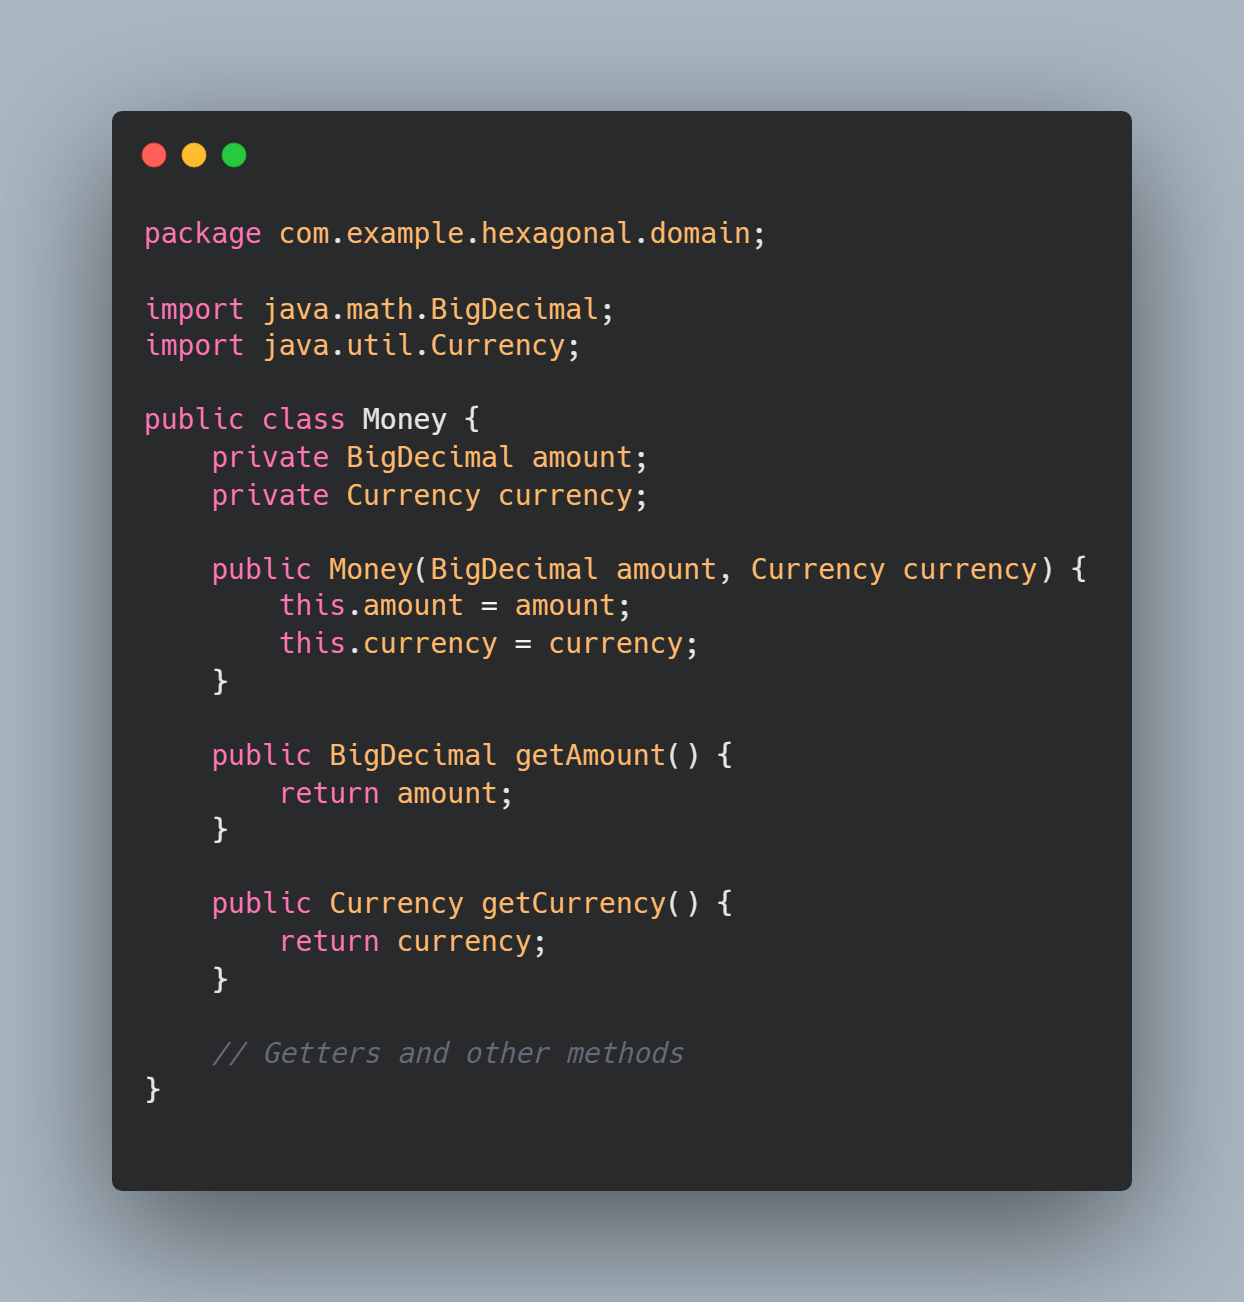 package com.example.hexagonal.domain;

import java.math.BigDecimal;
import java.util.Currency;

public class Money {
    private BigDecimal amount;
    private Currency currency;

    public Money(BigDecimal amount, Currency currency) {
        this.amount = amount;
        this.currency = currency;
    }

    public BigDecimal getAmount() {
        return amount;
    }

    public Currency getCurrency() {
        return currency;
    }

    // Getters and other methods
}